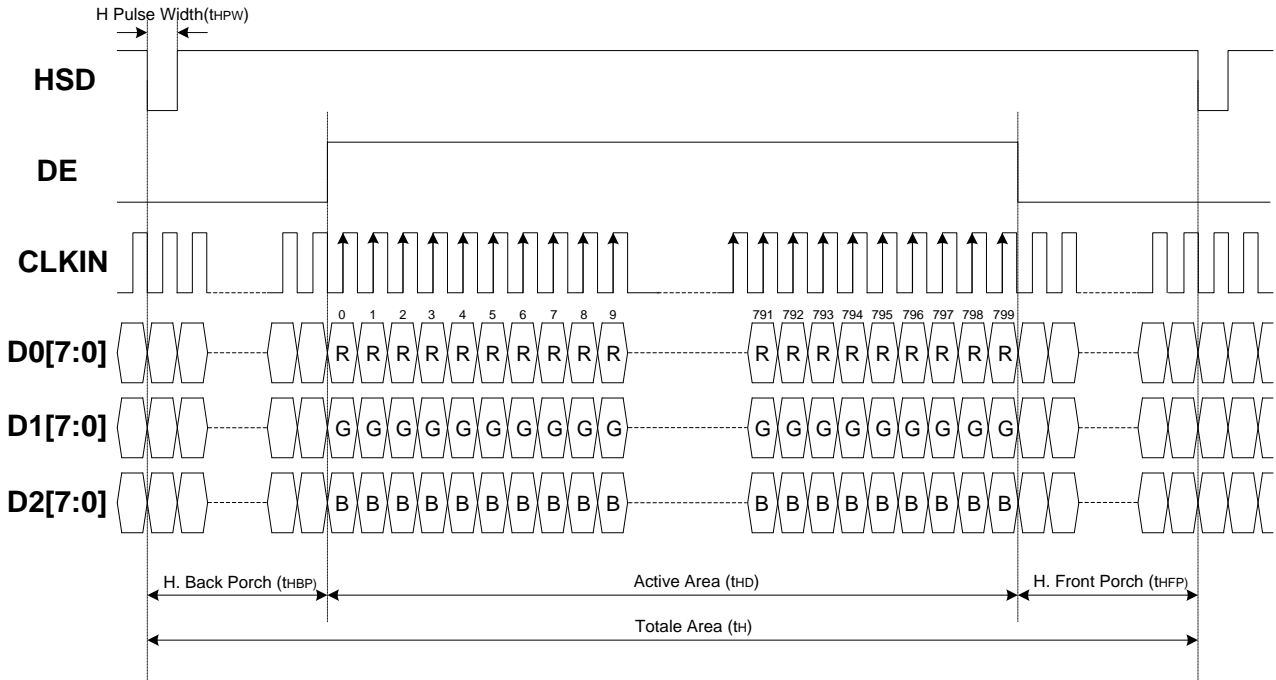 H Pulse Width(tHPW)
HSD
DE
CLKIN
0 1 2 3 4 5 6 7 8 9 791 792 793 794 795 796 797 798 799
D0[7:0] R R R R R R R R R R R R R R R R R R R
D1[7:0] G G G G G G G G G G G G G G G G G G G
D2[7:0] B B B B B B B B B B B B B B B B B B B
H. Back Porch (tHBP) Active Area (tHD) H. Front Porch (tHFP)
Totale Area (tH)